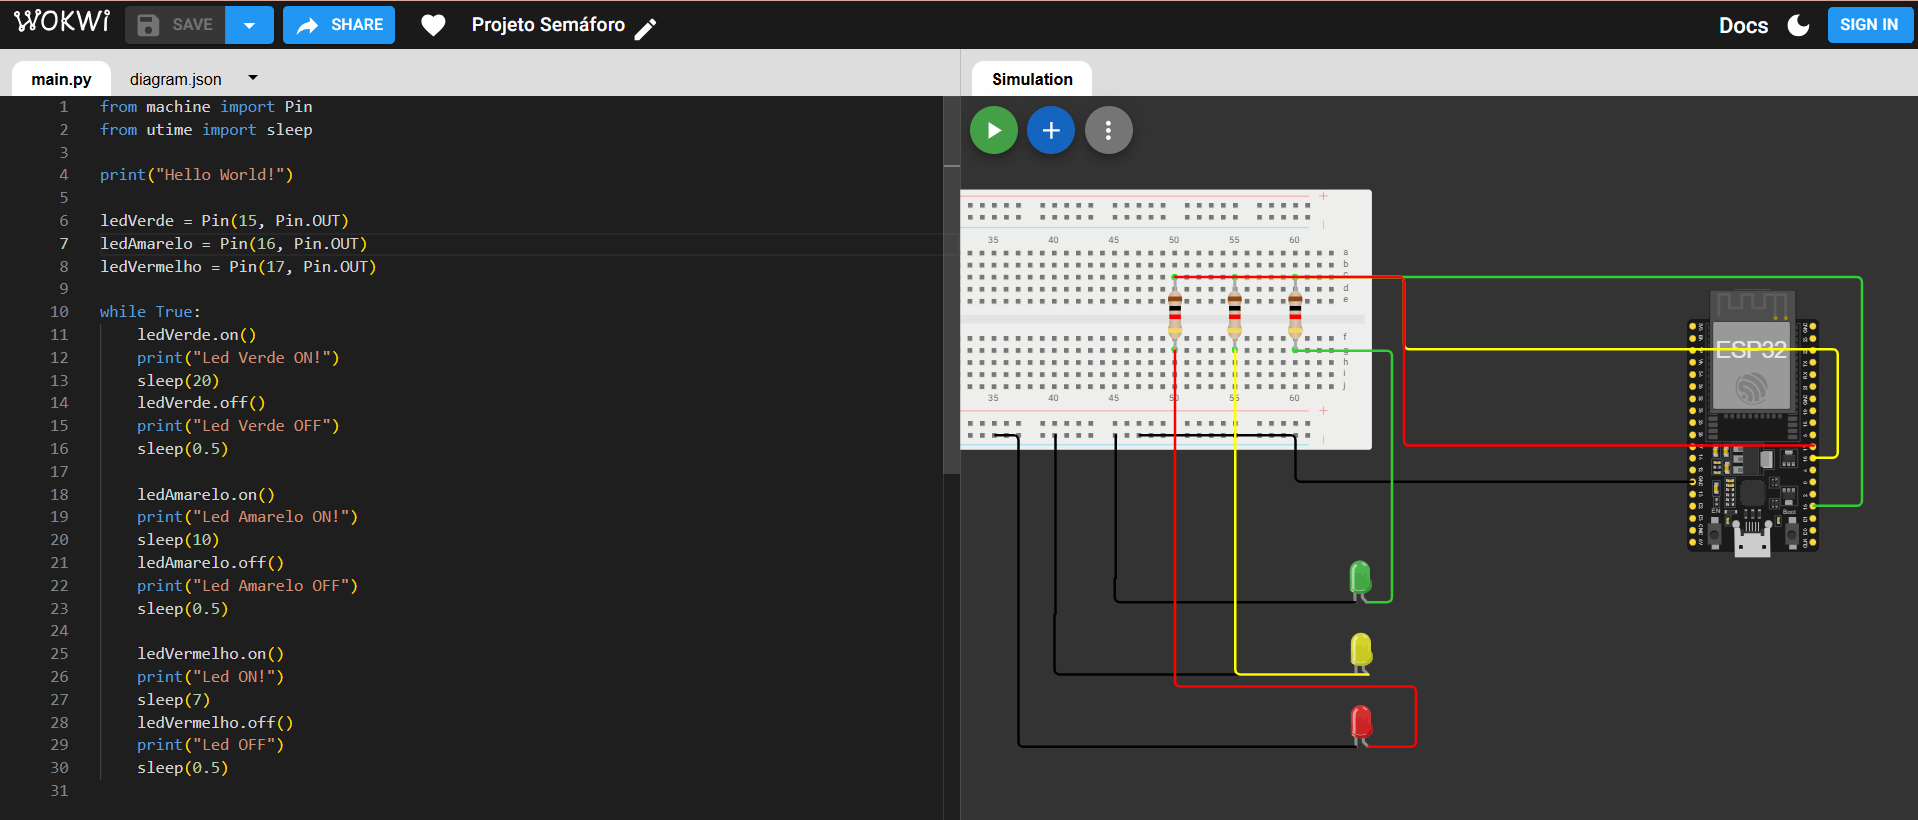 WOKWI
SAVE
SHARE
Projeto Semáforo
Docs
SIGN IN
main.py
diagram.json
Simulation
1 from machine import Pin
2 from utime import sleep
3
4 print("Hello World!")
5
6 ledVerde = Pin(15, Pin.OUT)
7 ledAmarelo = Pin(16, Pin.OUT)
8 ledVermelho = Pin(17, Pin.OUT)
9
10 while True:
11 ledVerde.on()
12 print("Led Verde ON!")
13 sleep(20)
14 ledVerde.off()
15 print("Led Verde OFF")
16 sleep(0.5)
17
18 ledAmarelo.on()
19 print("Led Amarelo ON!")
20 sleep(10)
21 ledAmarelo.off()
22 print("Led Amarelo OFF")
23 sleep(0.5)
24
25 ledVermelho.on()
26 print("Led ON!")
27 sleep(7)
28 ledVermelho.off()
29 print("Led OFF")
30 sleep(0.5)
31
35 40 45 50 55 60
a
b
c
d
e
f
g
h
i
j
35 40 45 50 55 60
ESP32
EN
Boot